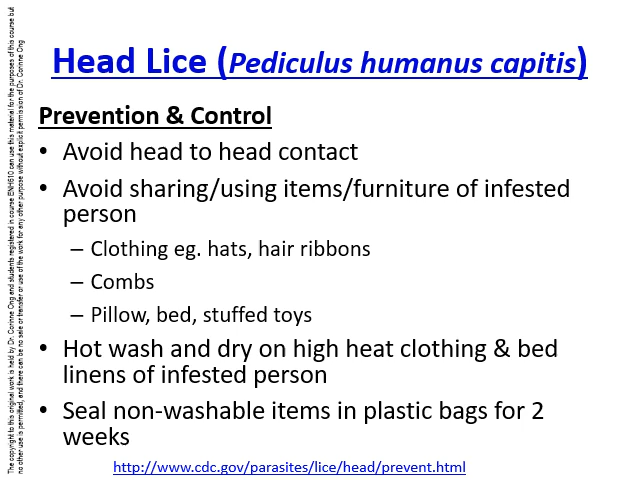 Head Lice (Pediculus humanus capitis)
Prevention & Control
• Avoid head to head contact
• Avoid sharing/using items/furniture of infested
person
– Clothing eg. hats, hair ribbons
– Combs
– Pillow, bed, stuffed toys
• Hot wash and dry on high heat clothing & bed
linens of infested person
• Seal non-washable items in plastic bags for 2
weeks
http://www.cdc.gov/parasites/lice/head/prevent.html
The copyright to this original work is held by Dr. Corinne Ong and students registered in course ENH610 can use this material for the purposes of this course but
no other use is permitted, and there can be no sale or transfer or use of the work for any other purpose without explicit permission of Dr. Corinne Ong